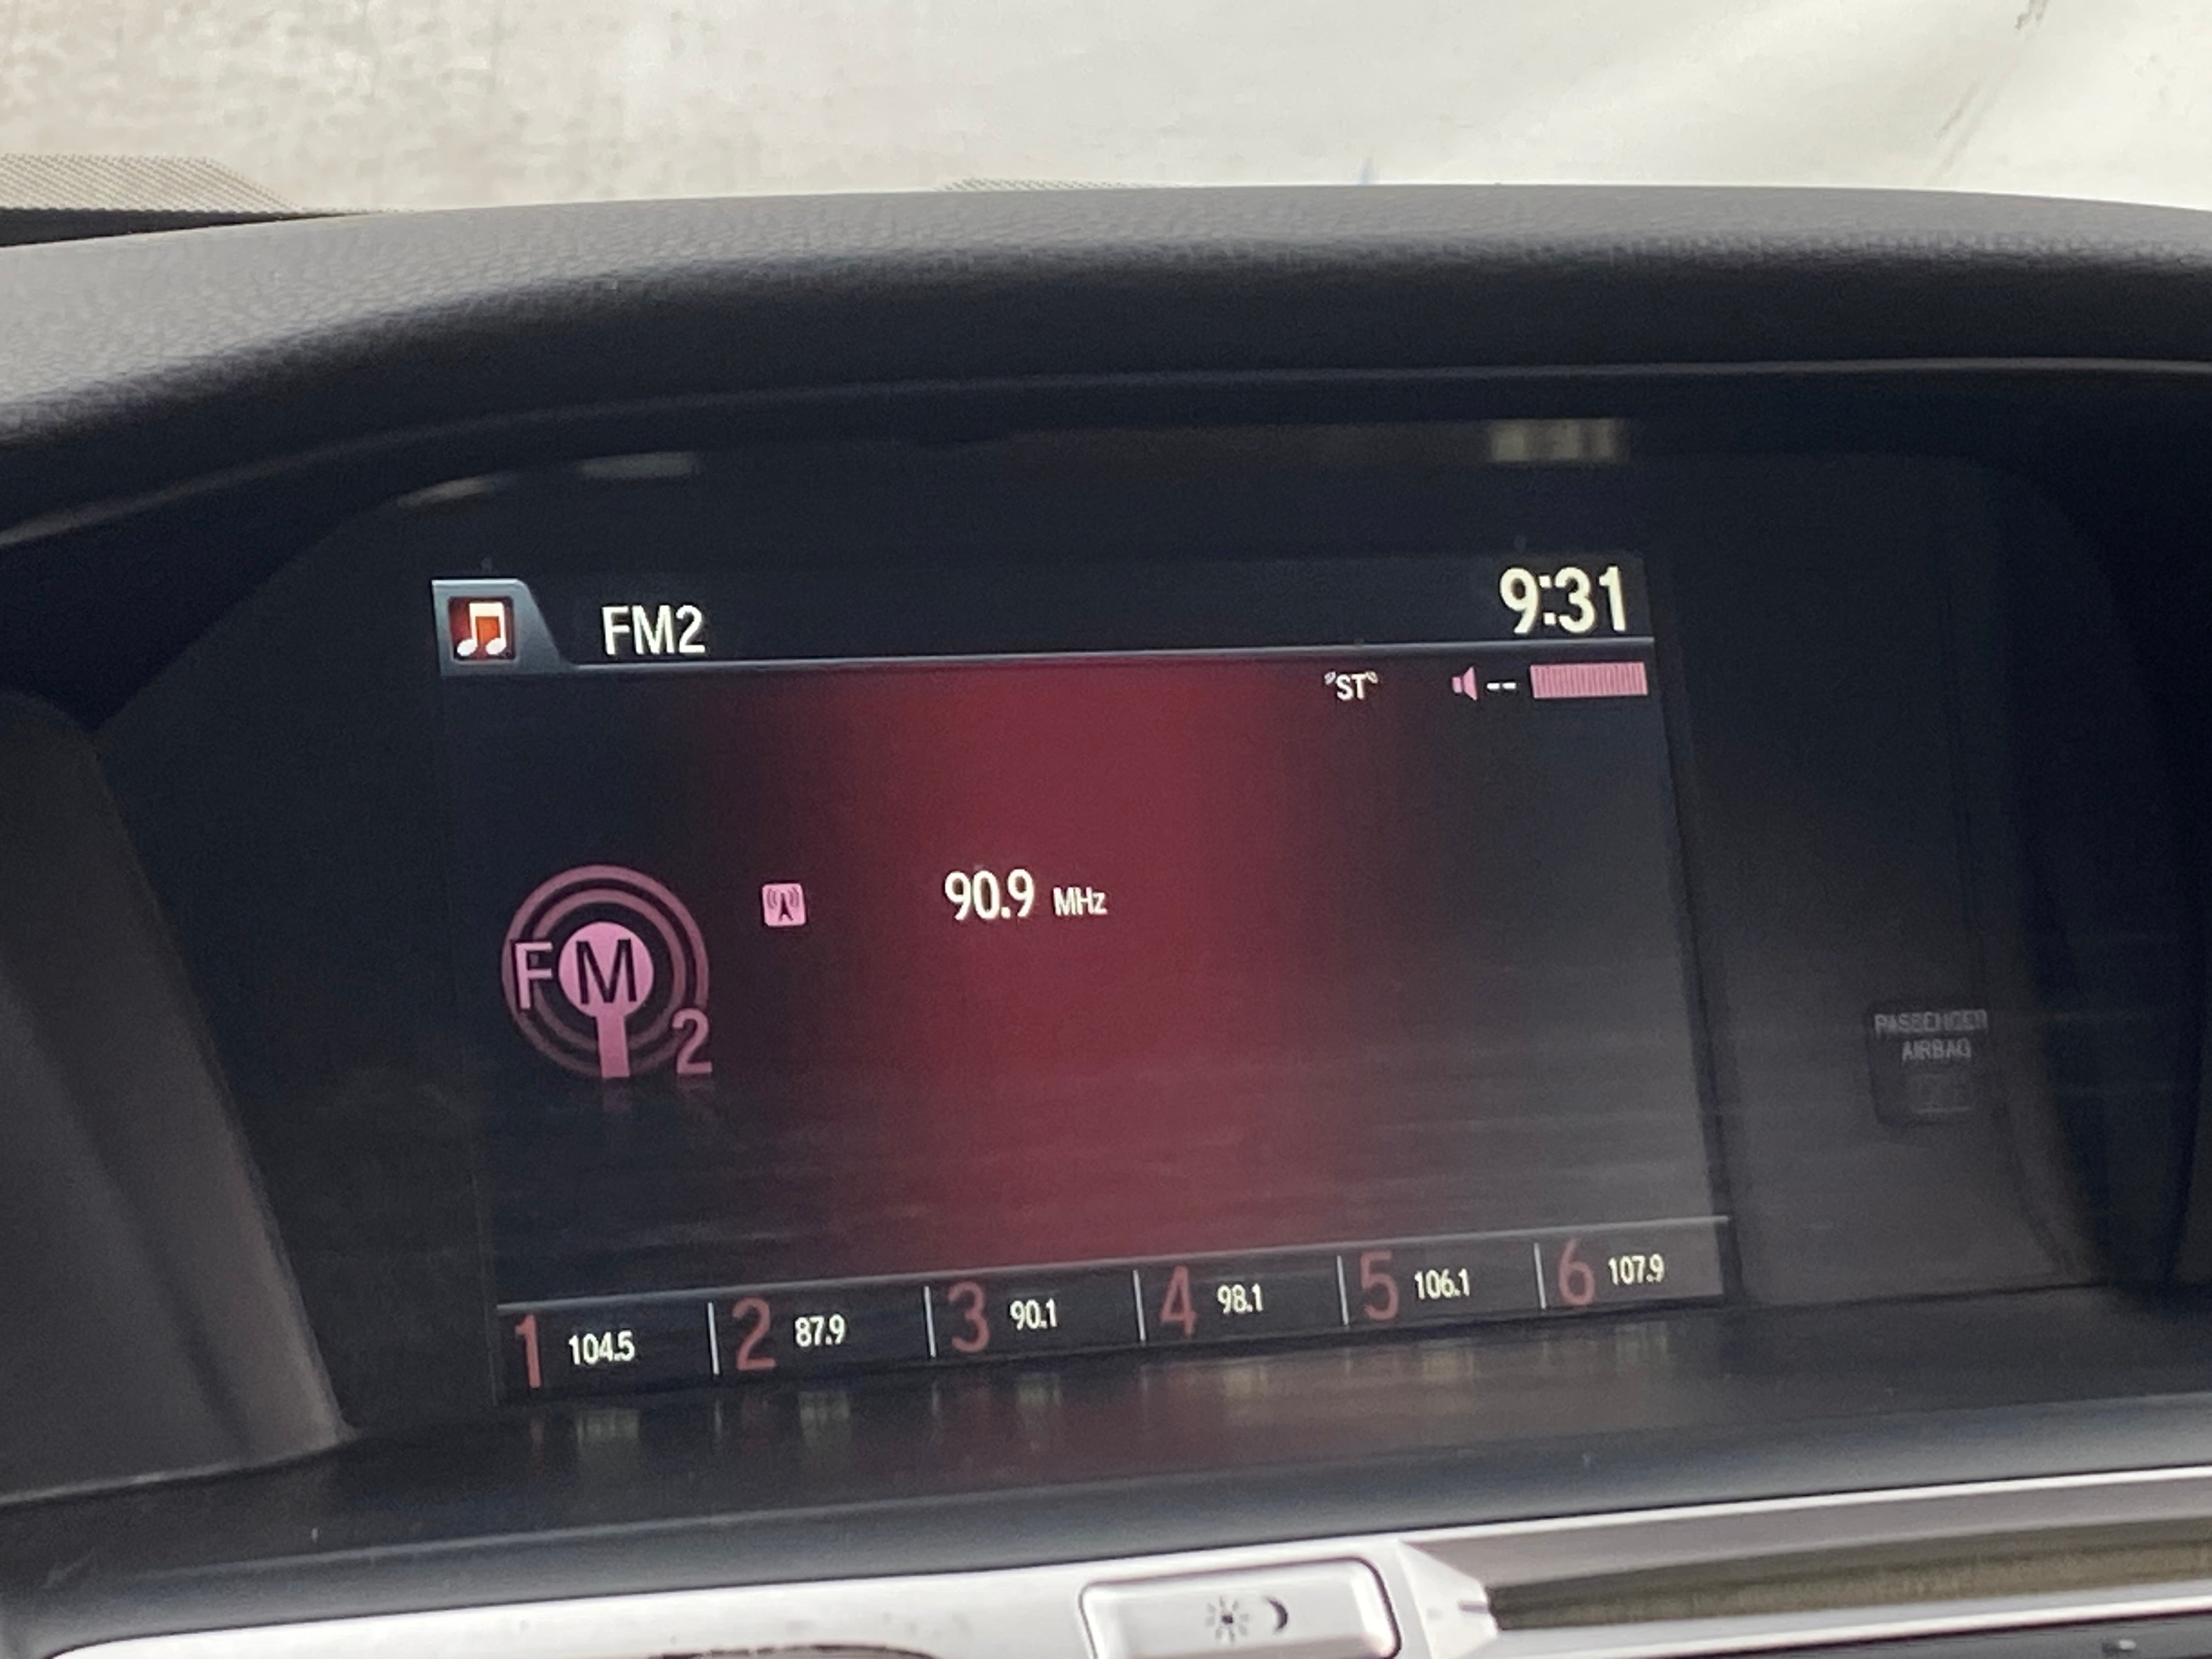 FM2
9:31
"ST"
--
90.9 MHz
FM
2
1 104.5
2 87.9
3 90.1
4 98.1
5 106.1
6 107.9
PASSENGER
AIRBAG